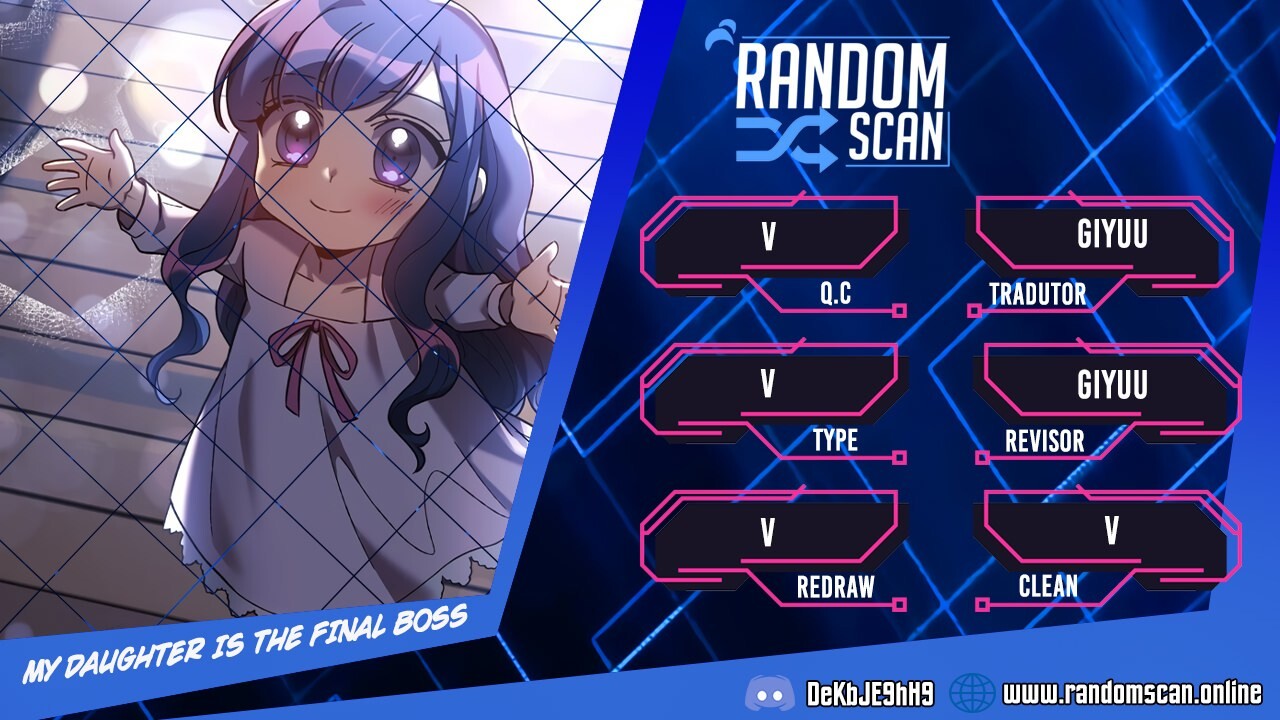 RANDOM
SCAN
V
Q.C
GIYUU
TRADUTOR
V
TYPE
GIYUU
REVISOR
V
REDRAW
V
CLEAN
MY DAUGHTER IS THE FINAL BOSS
DeKbJE9hH9
www.randomscan.online